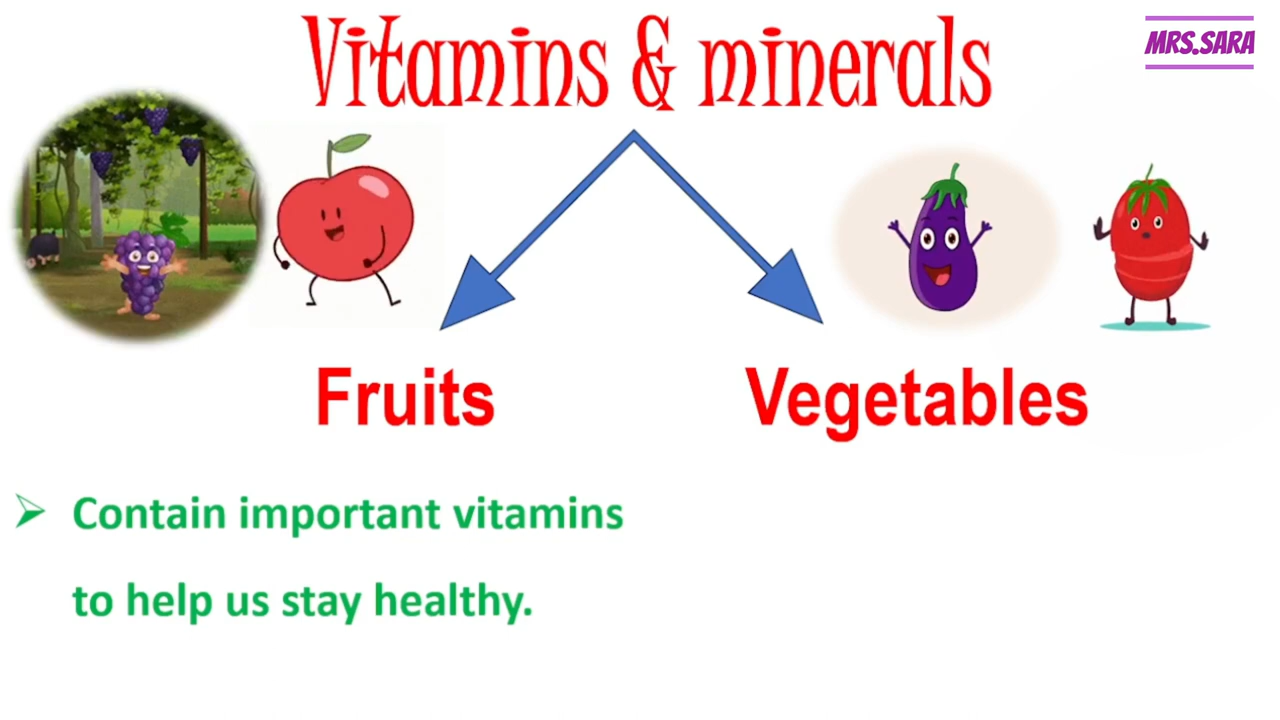 Vitamins & minerals
MRS.SARA
Fruits
Vegetables
Contain important vitamins
to help us stay healthy.